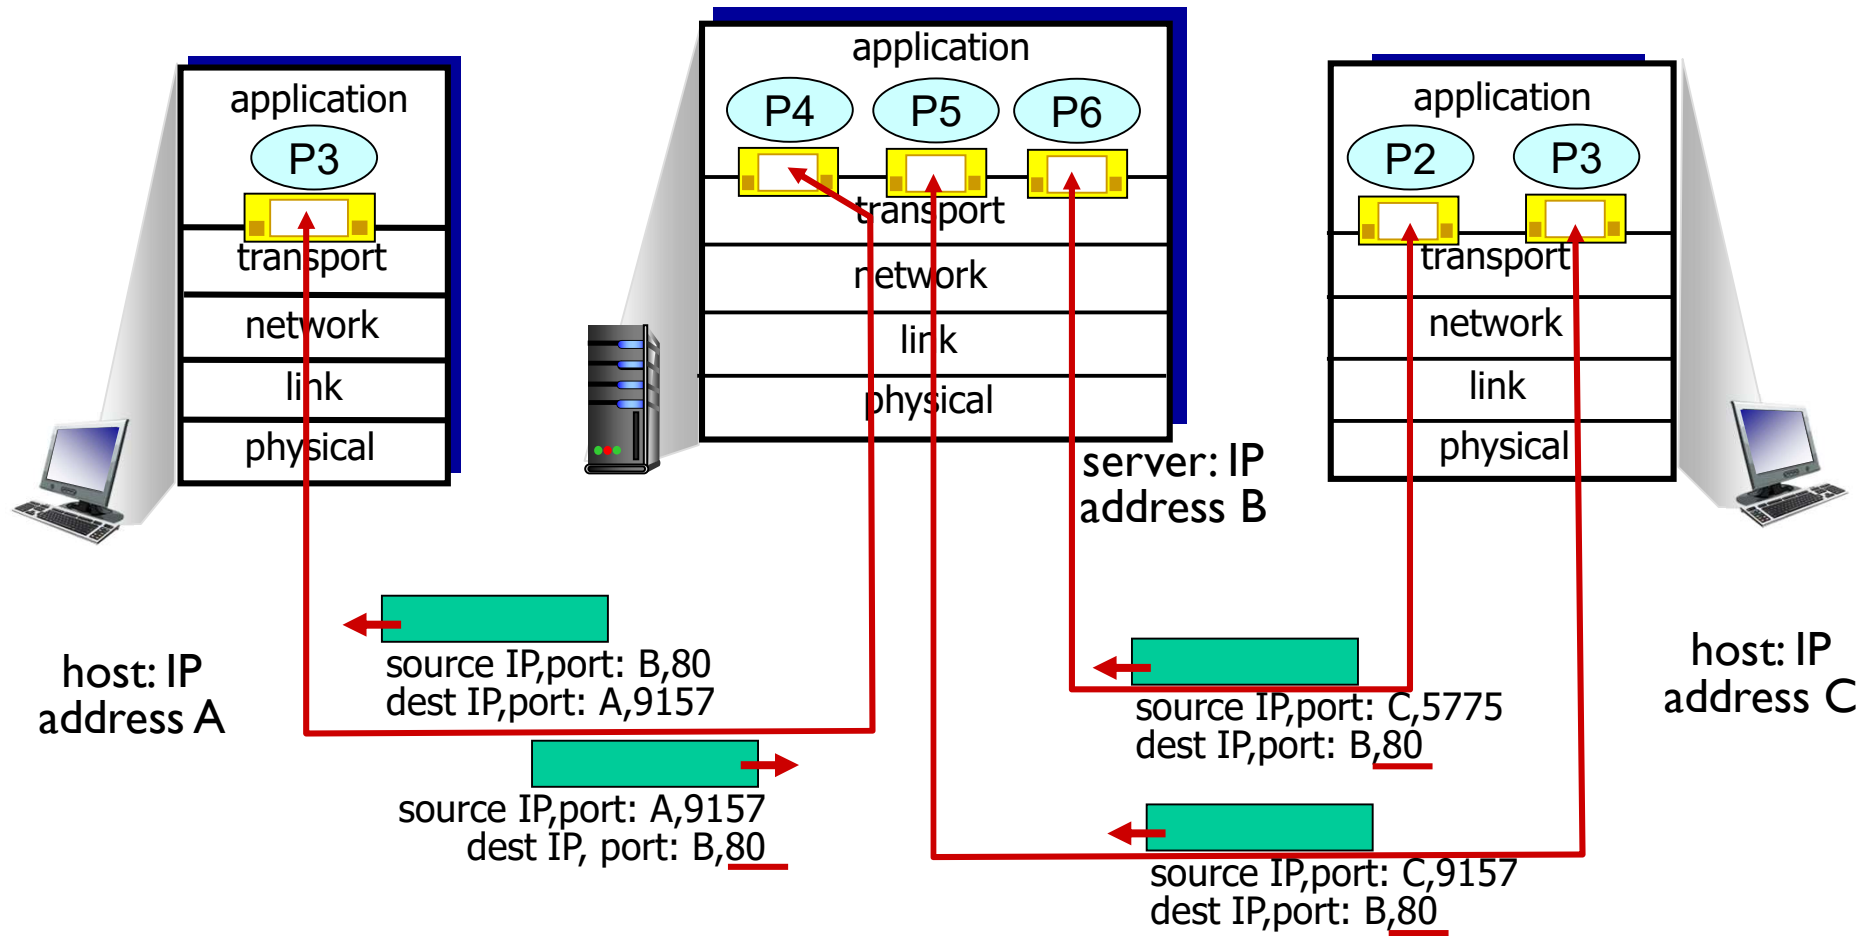 application
P3
transport
network
link
physical
host: IP
address A
application
P4 P5 P6
transport
network
link
physical
server: IP
address B
application
P2 P3
transport
network
link
physical
host: IP
address C
source IP,port: B,80
dest IP,port: A,9157
source IP,port: A,9157
dest IP, port: B,80
source IP,port: C,5775
dest IP,port: B,80
source IP,port: C,9157
dest IP,port: B,80